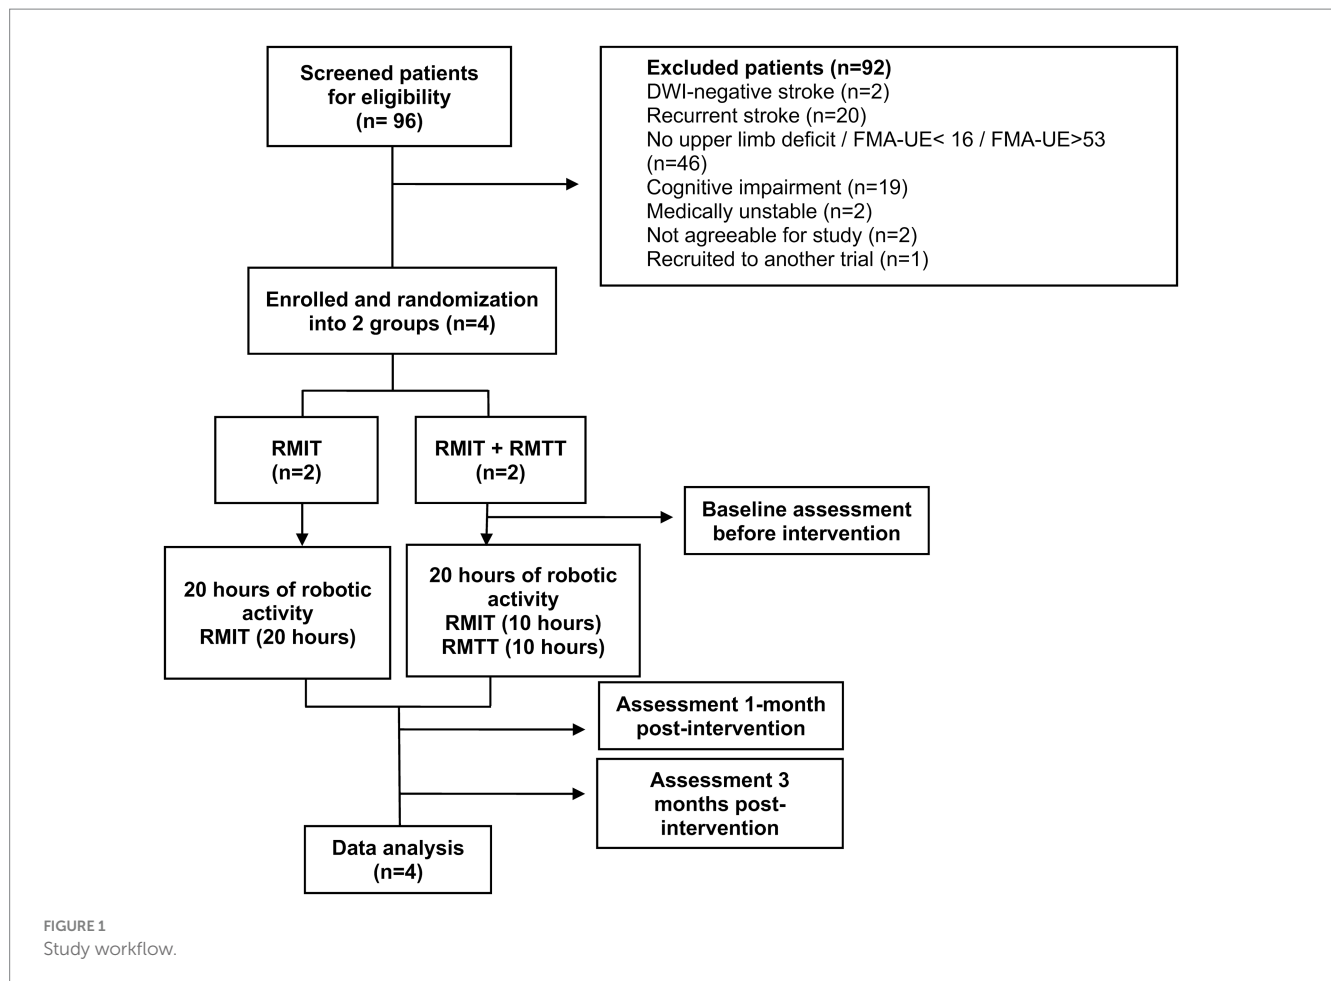 Screened patients
for eligibility
(n= 96)
Excluded patients (n=92)
DWI-negative stroke (n=2)
Recurrent stroke (n=20)
No upper limb deficit / FMA-UE< 16 / FMA-UE>53
(n=46)
Cognitive impairment (n=19)
Medically unstable (n=2)
Not agreeable for study (n=2)
Recruited to another trial (n=1)
Enrolled and randomization
into 2 groups (n=4)
RMIT
(n=2)
RMIT + RMTT
(n=2)
Baseline assessment
before intervention
20 hours of robotic
activity
RMIT (20 hours)
20 hours of robotic
activity
RMIT (10 hours)
RMTT (10 hours)
Assessment 1-month
post-intervention
Assessment 3
months post-
intervention
Data analysis
(n=4)
FIGURE 1
Study workflow.